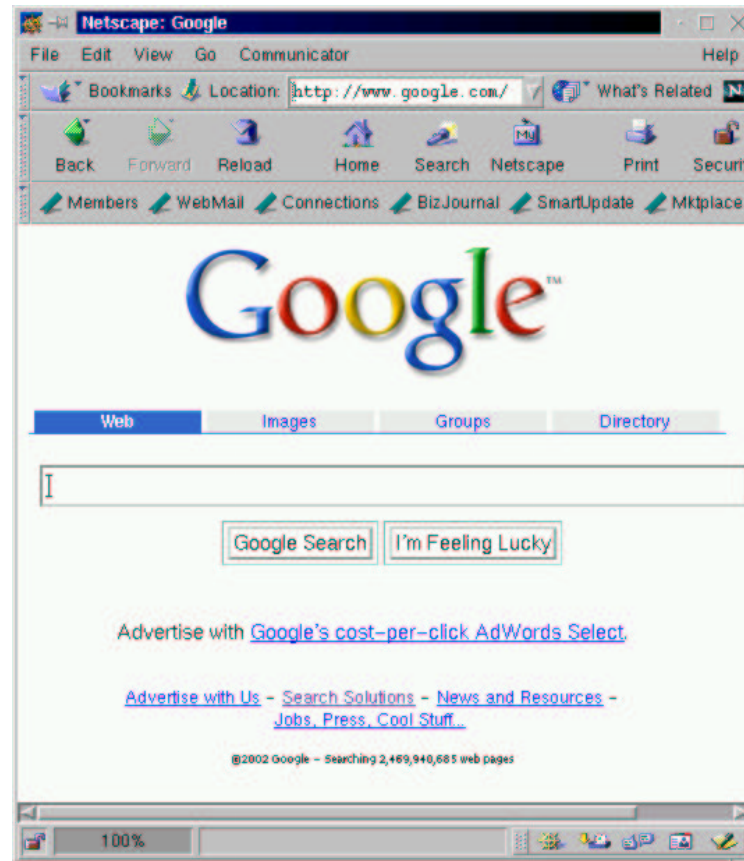 Netscape: Google
File Edit View Go Communicator Help
Bookmarks Location: http://www.google.com/ What's Related N
Back Forward Reload Home Search My Netscape Print Securit
Members WebMail Connections BizJournal SmartUpdate Mktplace
Google™
Web Images Groups Directory
Google Search I'm Feeling Lucky
Advertise with Google's cost-per-click AdWords Select.
Advertise with Us - Search Solutions - News and Resources -
Jobs, Press, Cool Stuff...
©2002 Google - Searching 2,469,940,685 web pages
100%